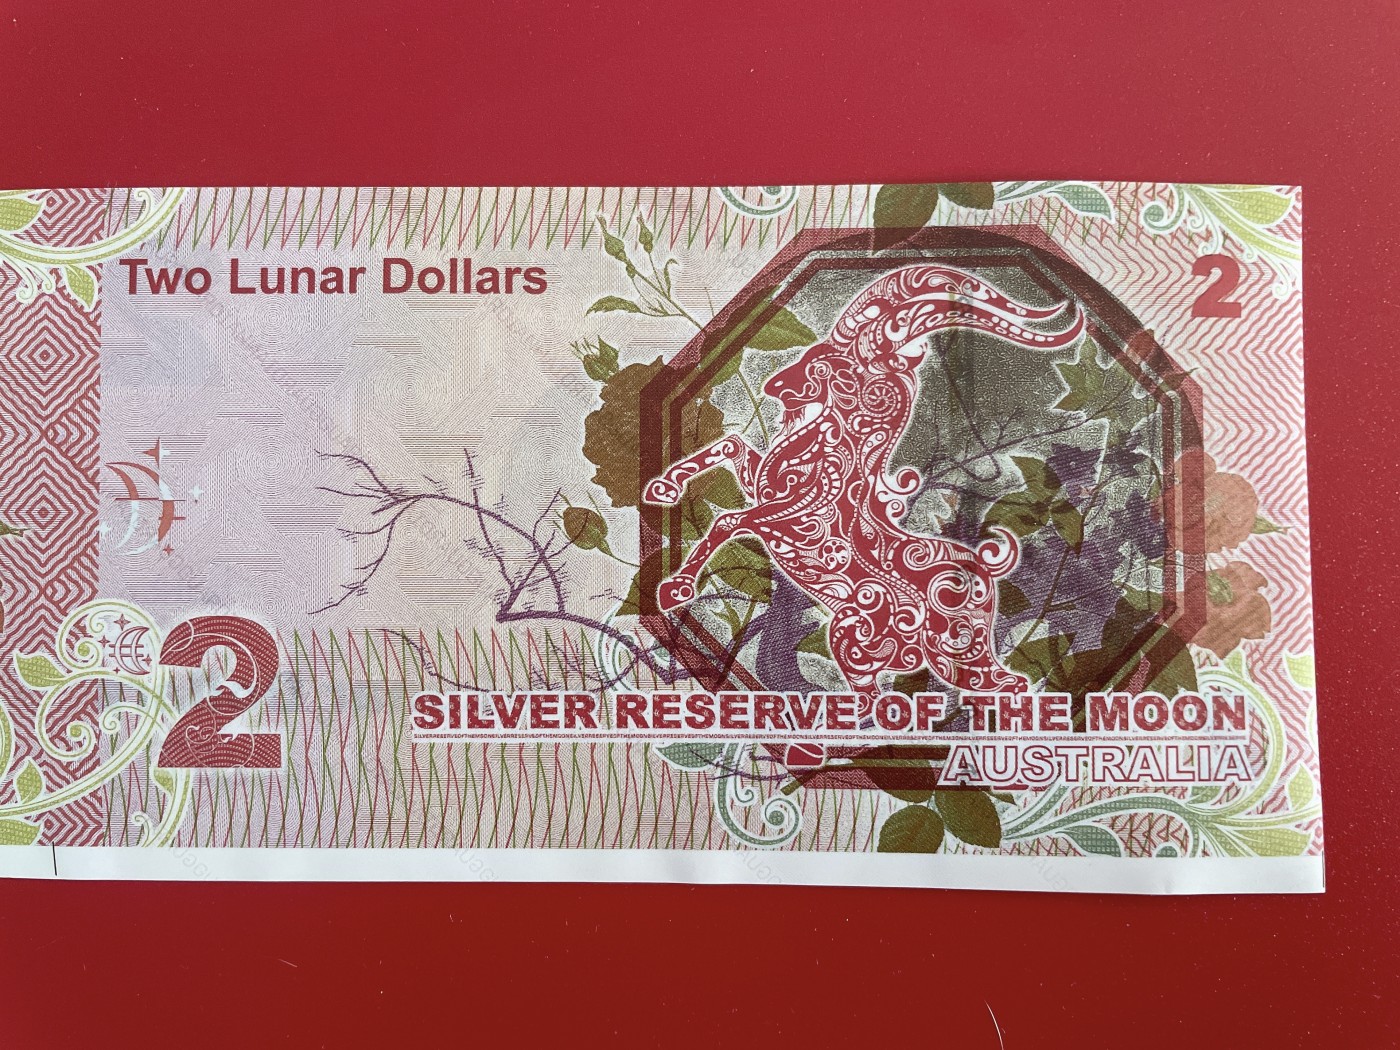 Two Lunar Dollars
2
2
SILVER RESERVE OF THE MOON
AUSTRALIA